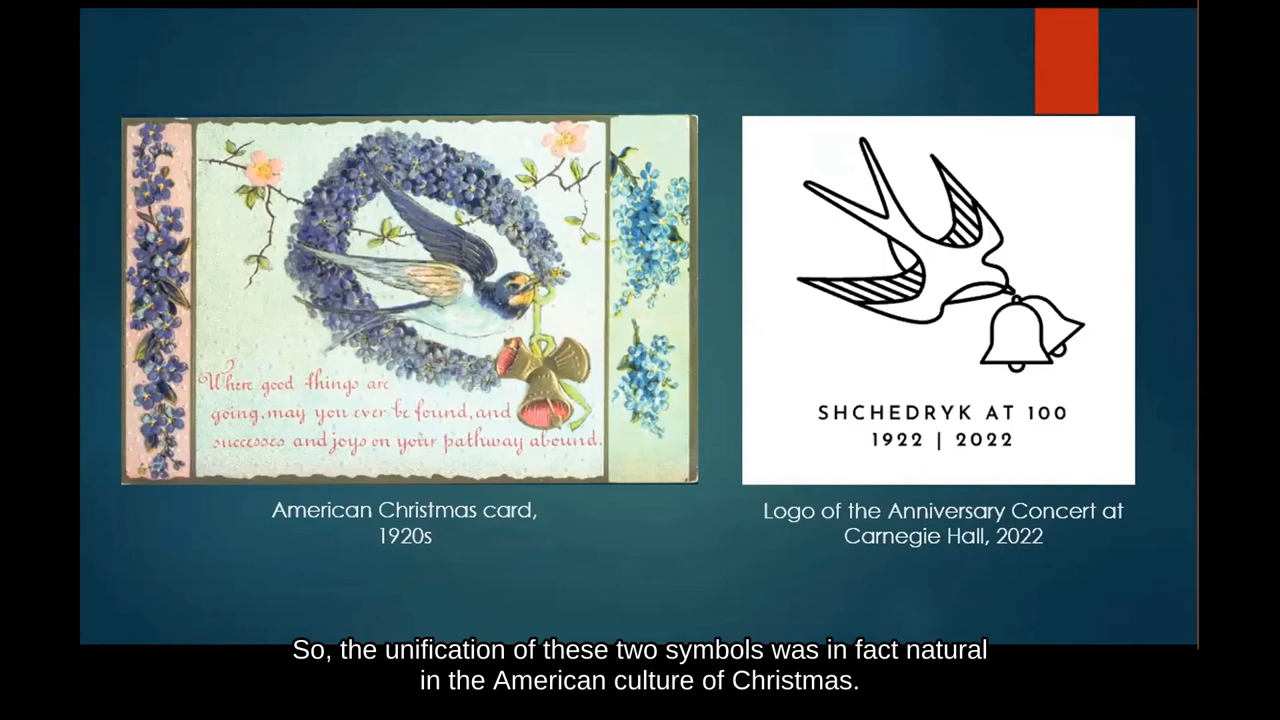 Where good things are
going, may you ever be found, and
successes and joys on your pathway abound.
SHCHEDRYK AT 100
1922 | 2022
American Christmas card,
1920s
Logo of the Anniversary Concert at
Carnegie Hall, 2022
So, the unification of these two symbols was in fact natural
in the American culture of Christmas.